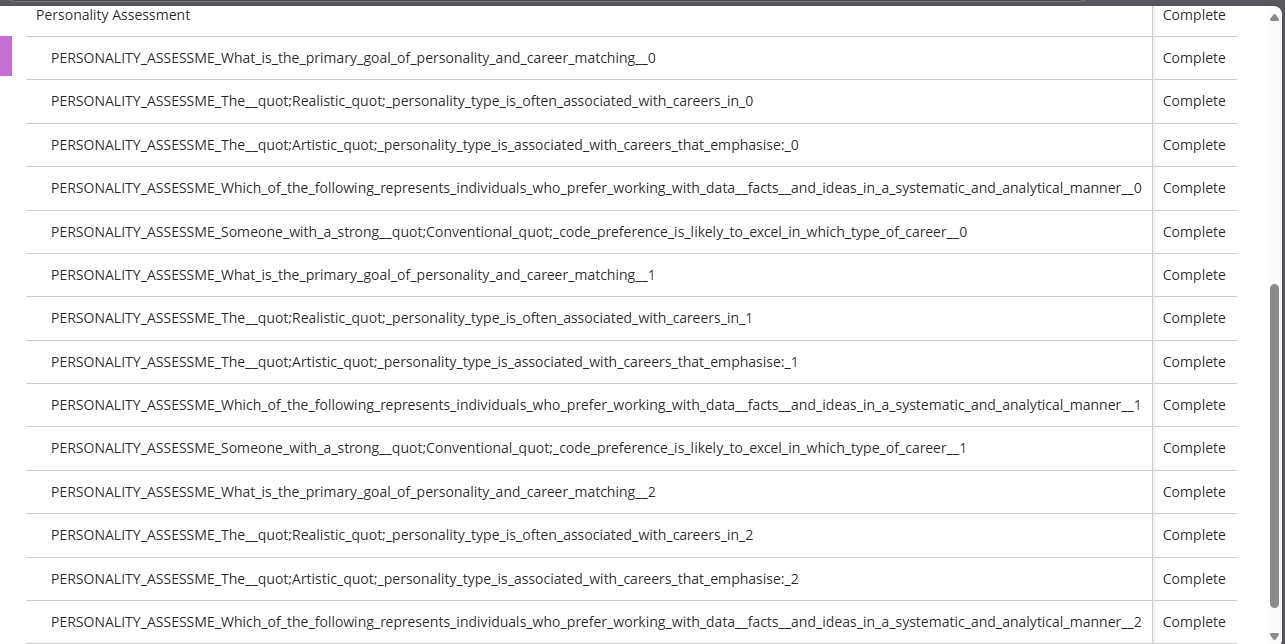 Personality Assessment Complete
PERSONALITY_ASSESSME_What_is_the_primary_goal_of_personality_and_career_matching__0 Complete
PERSONALITY_ASSESSME_The__quot;Realistic_quot;_personality_type_is_often_associated_with_careers_in_0 Complete
PERSONALITY_ASSESSME_The__quot;Artistic_quot;_personality_type_is_associated_with_careers_that_emphasise:_0 Complete
PERSONALITY_ASSESSME_Which_of_the_following_represents_individuals_who_prefer_working_with_data__facts__and_ideas_in_a_systematic_and_analytical_manner__0 Complete
PERSONALITY_ASSESSME_Someone_with_a_strong__quot;Conventional_quot;_code_preference_is_likely_to_excel_in_which_type_of_career__0 Complete
PERSONALITY_ASSESSME_What_is_the_primary_goal_of_personality_and_career_matching__1 Complete
PERSONALITY_ASSESSME_The__quot;Realistic_quot;_personality_type_is_often_associated_with_careers_in_1 Complete
PERSONALITY_ASSESSME_The__quot;Artistic_quot;_personality_type_is_associated_with_careers_that_emphasise:_1 Complete
PERSONALITY_ASSESSME_Which_of_the_following_represents_individuals_who_prefer_working_with_data__facts__and_ideas_in_a_systematic_and_analytical_manner__1 Complete
PERSONALITY_ASSESSME_Someone_with_a_strong__quot;Conventional_quot;_code_preference_is_likely_to_excel_in_which_type_of_career__1 Complete
PERSONALITY_ASSESSME_What_is_the_primary_goal_of_personality_and_career_matching__2 Complete
PERSONALITY_ASSESSME_The__quot;Realistic_quot;_personality_type_is_often_associated_with_careers_in_2 Complete
PERSONALITY_ASSESSME_The__quot;Artistic_quot;_personality_type_is_associated_with_careers_that_emphasise:_2 Complete
PERSONALITY_ASSESSME_Which_of_the_following_represents_individuals_who_prefer_working_with_data__facts__and_ideas_in_a_systematic_and_analytical_manner__2 Complete